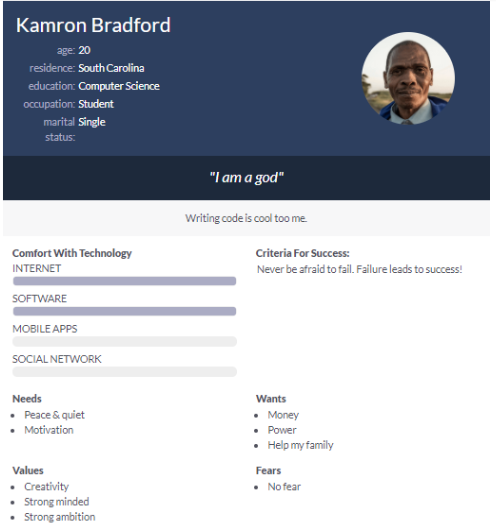 Kamron Bradford
age: 20
residence: South Carolina
education: Computer Science
occupation: Student
marital status: Single
"I am a god"
Writing code is cool too me.
Comfort With Technology
INTERNET
SOFTWARE
MOBILE APPS
SOCIAL NETWORK
Criteria For Success:
Never be afraid to fail. Failure leads to success!
Needs
• Peace & quiet
• Motivation
Wants
• Money
• Power
• Help my family
Values
• Creativity
• Strong minded
• Strong ambition
Fears
• No fear